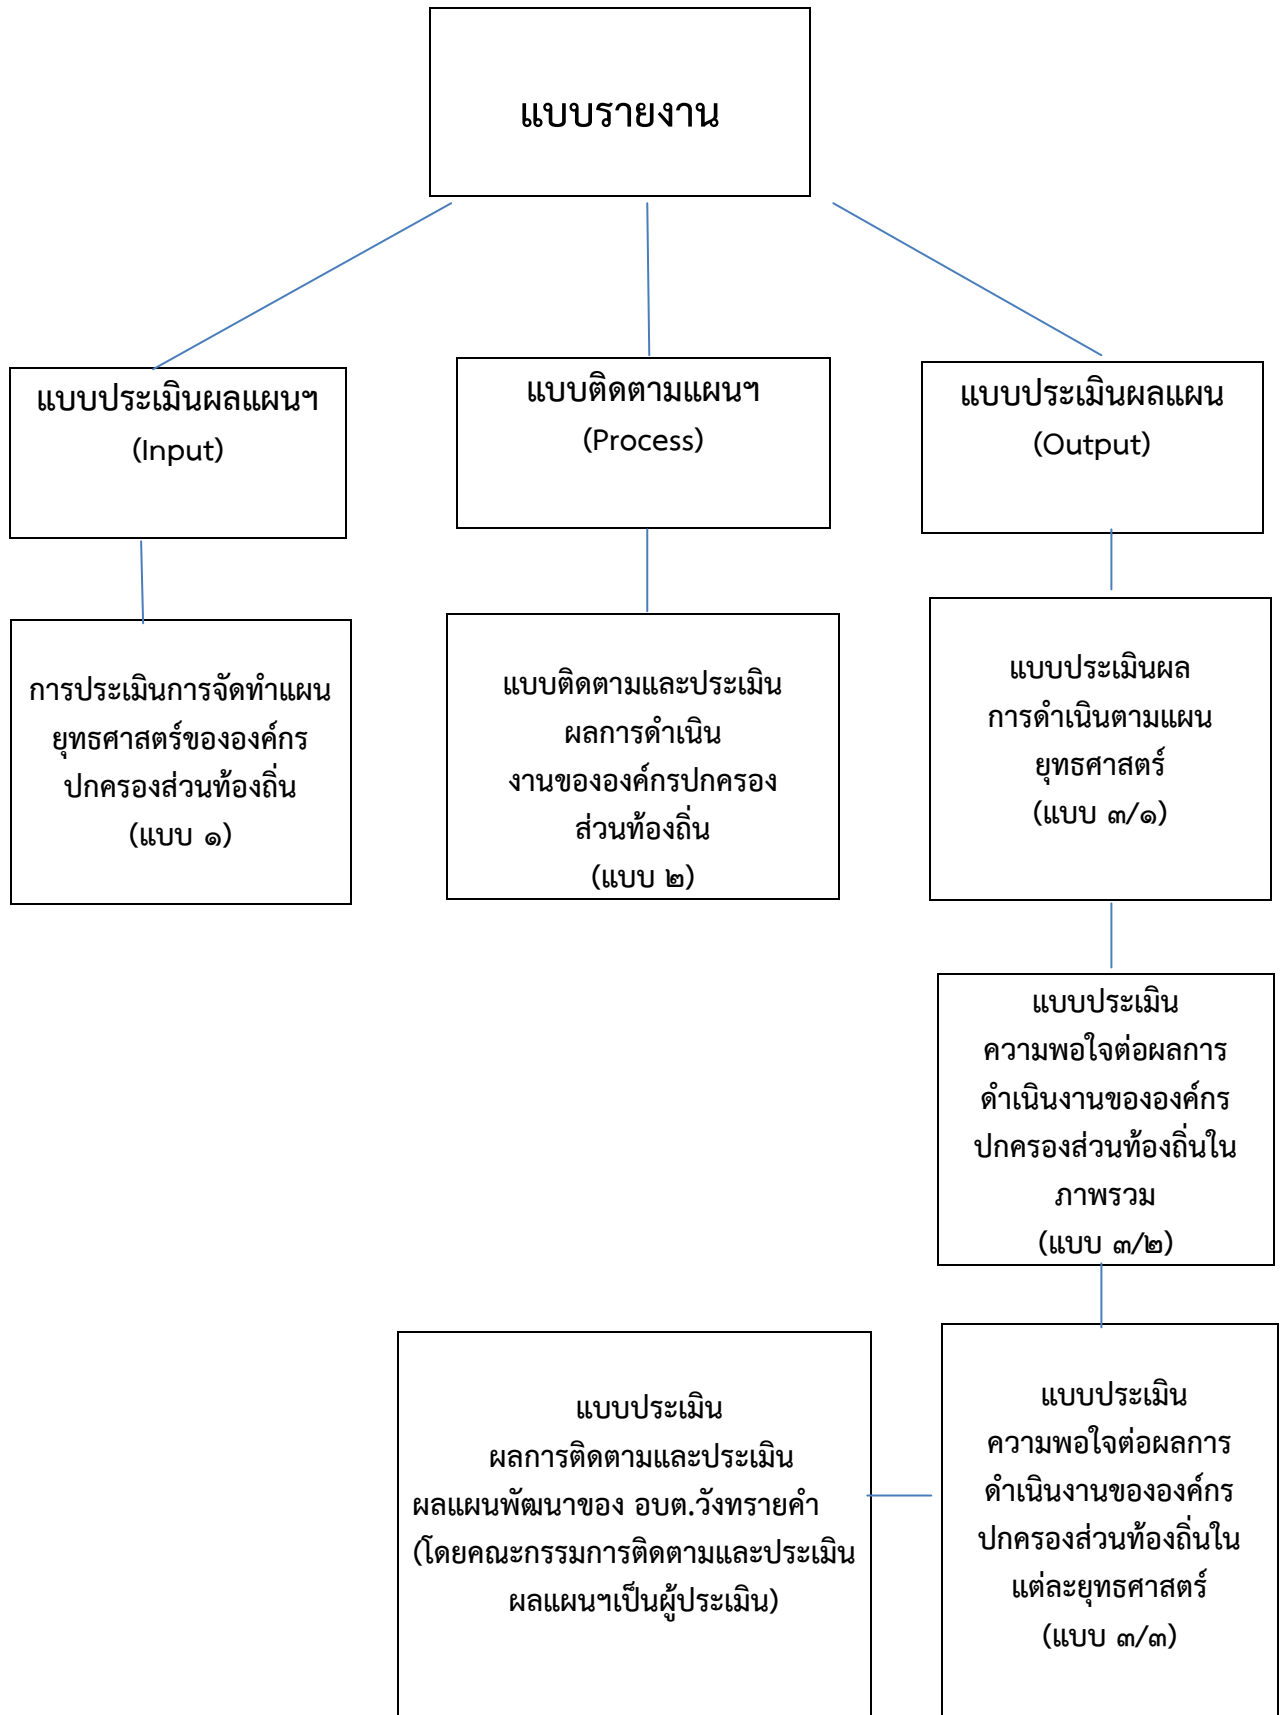 แบบรายงาน
แบบประเมินผลแผนฯ
(Input)
แบบติดตามแผนฯ
(Process)
แบบประเมินผลแผน
(Output)
การประเมินการจัดทำแผน
ยุทธศาสตร์ขององค์กร
ปกครองส่วนท้องถิ่น
(แบบ ๑)
แบบติดตามและประเมิน
ผลการดำเนิน
งานขององค์กรปกครอง
ส่วนท้องถิ่น
(แบบ ๒)
แบบประเมินผล
การดำเนินตามแผน
ยุทธศาสตร์
(แบบ ๓/๑)
แบบประเมิน
ความพอใจต่อผลการ
ดำเนินงานขององค์กร
ปกครองส่วนท้องถิ่นใน
ภาพรวม
(แบบ ๓/๒)
แบบประเมิน
ความพอใจต่อผลการ
ดำเนินงานขององค์กร
ปกครองส่วนท้องถิ่นใน
แต่ละยุทธศาสตร์
(แบบ ๓/๓)
แบบประเมิน
ผลการติดตามและประเมิน
ผลแผนพัฒนาของ อบต.วังทรายคำ
(โดยคณะกรรมการติดตามและประเมิน
ผลแผนฯเป็นผู้ประเมิน)